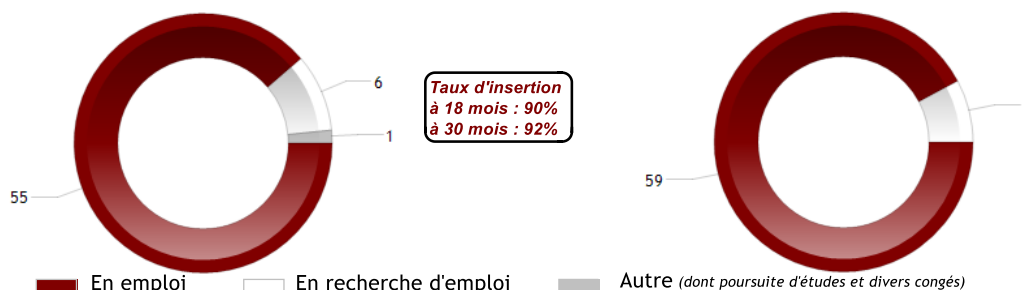 6
Taux d'insertion
à 18 mois : 90%
à 30 mois : 92%
1
55
59
En emploi
En recherche d'emploi
Autre (dont poursuite d'études et divers congés)